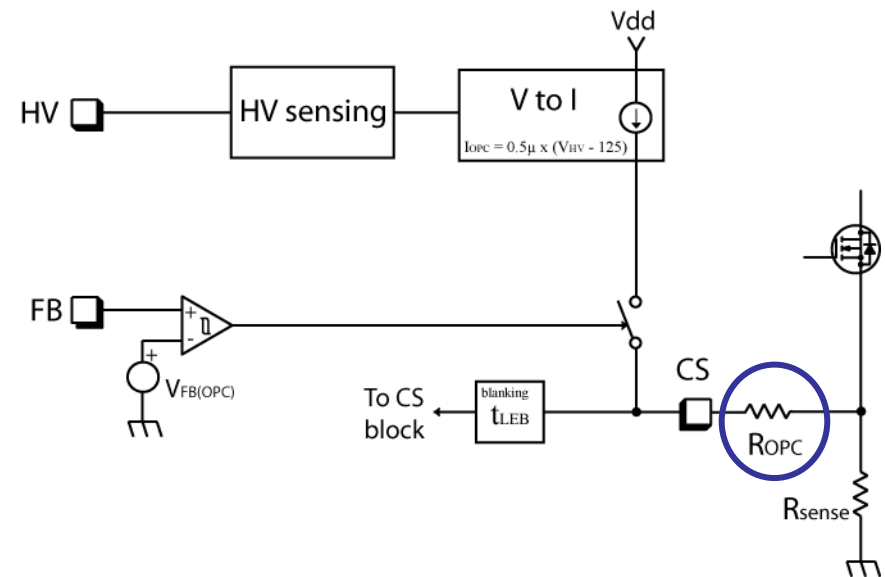 Vdd
HV
HV sensing
V to I
IOPC = 0.5μ x (VHV - 125)
FB
+
-
+
VFB(OPC)
To CS
block
blanking
tLEB
CS
ROPC
Rsense